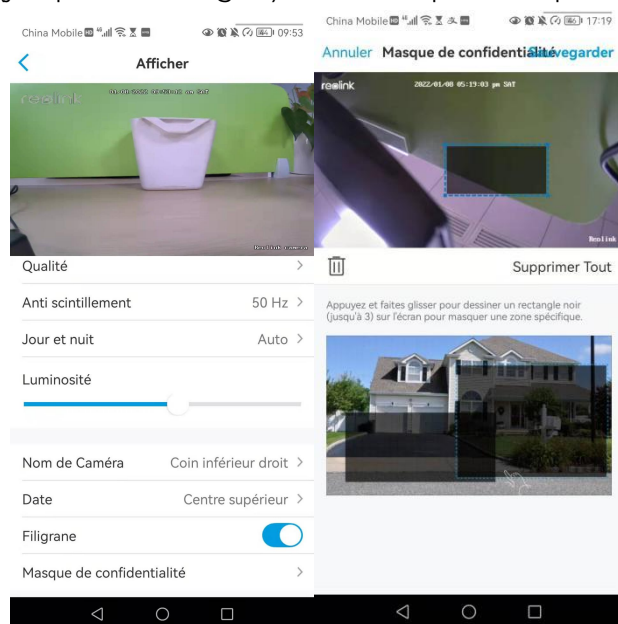 China Mobile 09:53
Afficher
reolink
Reolink camera
Qualité
Anti scintillement 50 Hz
Jour et nuit Auto
Luminosité
Nom de Caméra Coin inférieur droit
Date Centre supérieur
Filigrane
Masque de confidentialité
China Mobile 17:19
Annuler Masque de confidentialité Sauvegarder
reolink 2022/01/08 05:19:03 pm SAT
Reolink
Supprimer Tout
Appuyez et faites glisser pour dessiner un rectangle noir
(jusqu'à 3) sur l'écran pour masquer une zone spécifique.